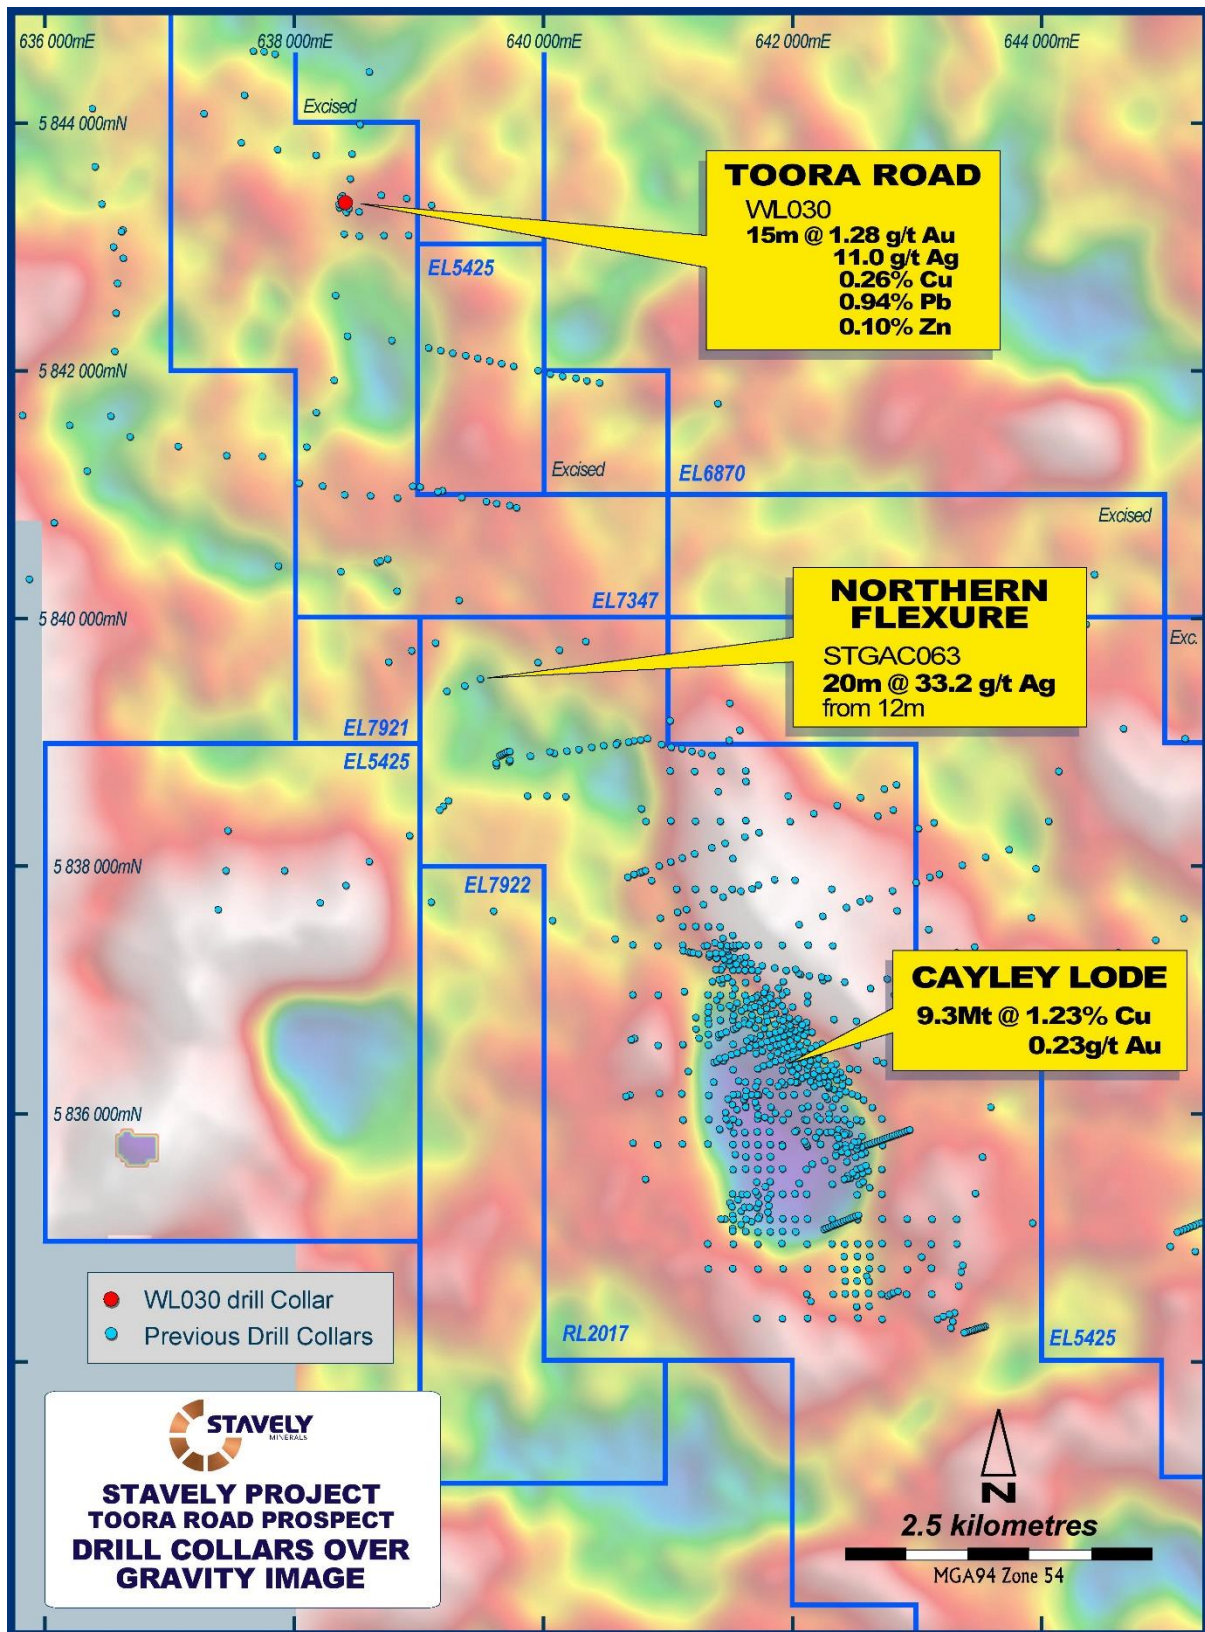 636 000mE
638 000mE
640 000mE
642 000mE
644 000mE
Excised
5 844 000mN
TOORA ROAD
WL030
15m @ 1.28 g/t Au
11.0 g/t Ag
0.26% Cu
0.94% Pb
0.10% Zn
EL5425
5 842 000mN
Excised
EL6870
Excised
NORTHERN
FLEXURE
STGAC063
20m @ 33.2 g/t Ag
from 12m
EL7347
5 840 000mN
Exc.
EL7921
EL5425
5 838 000mN
EL7922
CAYLEY LODE
9.3Mt @ 1.23% Cu
0.23g/t Au
5 836 000mN
WL030 drill Collar
Previous Drill Collars
RL2017
EL5425
STAVELY
MINERALS
STAVELY PROJECT
TOORA ROAD PROSPECT
DRILL COLLARS OVER
GRAVITY IMAGE
N
2.5 kilometres
MGA94 Zone 54